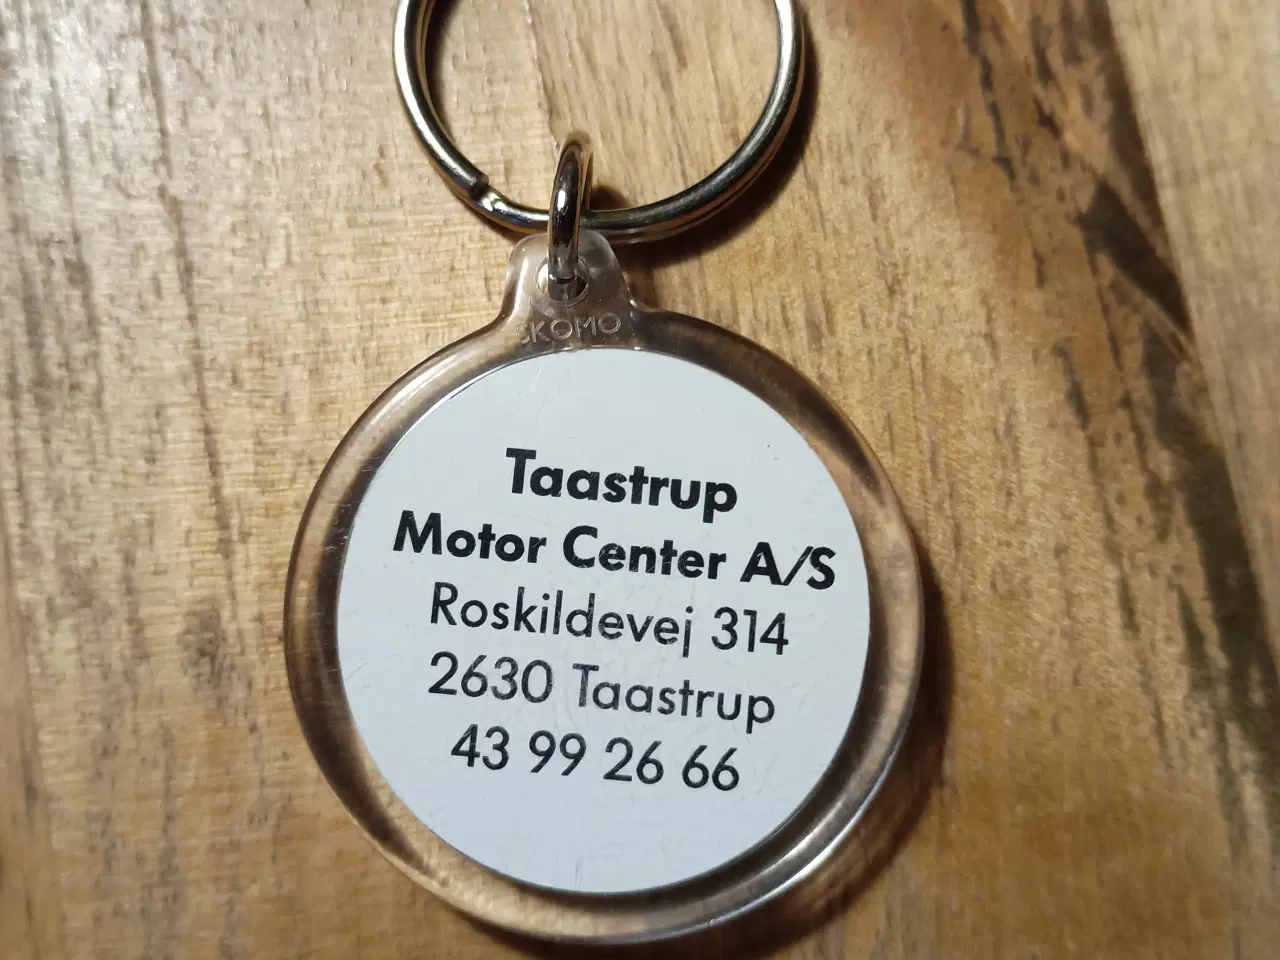 SKOMO
Taastrup
Motor Center A/S
Roskildevej 314
2630 Taastrup
43 99 26 66